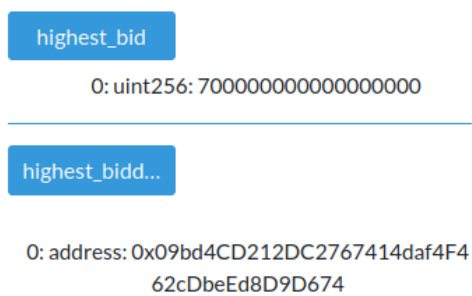 highest_bid
0: uint256: 700000000000000000
highest_bidd...
0: address: 0x09bd4CD212DC2767414daf4F4
62cDbeEd8D9D674